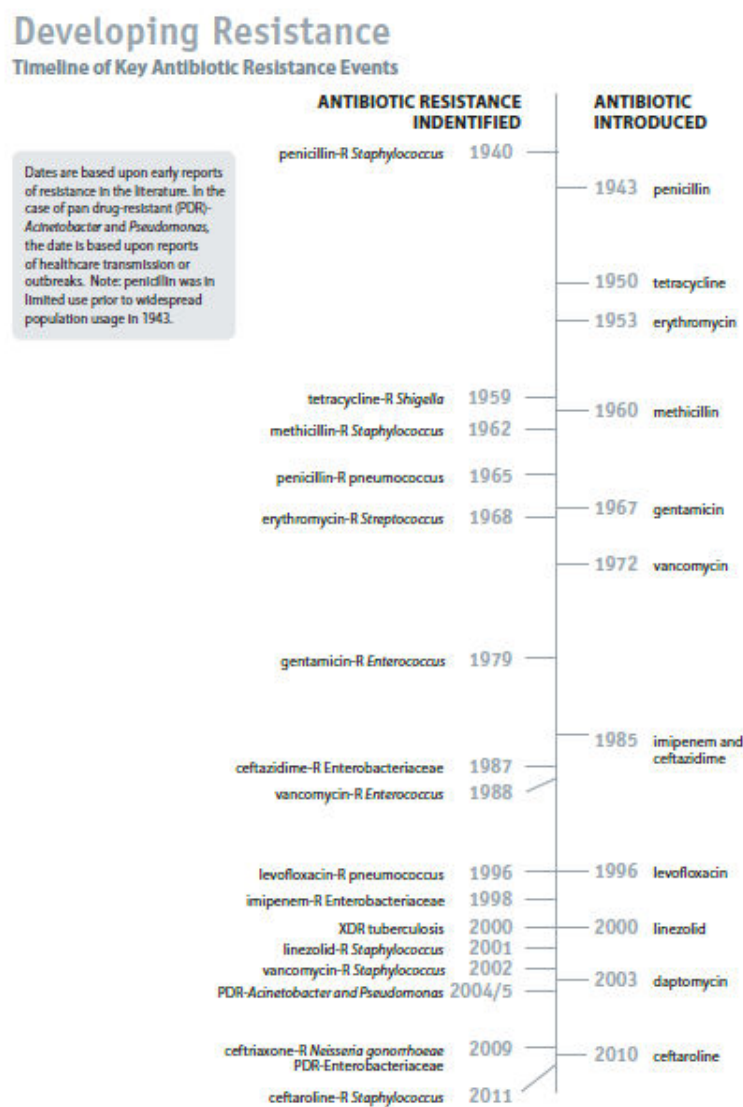 Developing Resistance
Timeline of Key Antibiotic Resistance Events
ANTIBIOTIC RESISTANCE
INDENTIFIED
ANTIBIOTIC
INTRODUCED
Dates are based upon early reports
of resistance in the literature. In the
case of pan drug-resistant (PDR)-
Acinetobacter and Pseudomonas,
the date is based upon reports
of healthcare transmission or
outbreaks. Note: penicillin was in
limited use prior to widespread
population usage in 1943.
penicillin-R Staphylococcus 1940
1943 penicillin
1950 tetracycline
1953 erythromycin
tetracycline-R Shigella 1959
1960 methicillin
methicillin-R Staphylococcus 1962
penicillin-R pneumococcus 1965
1967 gentamicin
erythromycin-R Streptococcus 1968
1972 vancomycin
gentamicin-R Enterococcus 1979
1985 imipenem and
ceftazidime
ceftazidime-R Enterobacteriaceae 1987
vancomycin-R Enterococcus 1988
levofloxacin-R pneumococcus 1996
1996 levofloxacin
imipenem-R Enterobacteriaceae 1998
XDR tuberculosis 2000
2000 linezolid
linezolid-R Staphylococcus 2001
vancomycin-R Staphylococcus 2002
2003 daptomycin
PDR-Acinetobacter and Pseudomonas 2004/5
ceftriaxone-R Neisseria gonorrhoeae 2009
PDR-Enterobacteriaceae
2010 ceftaroline
ceftaroline-R Staphylococcus 2011